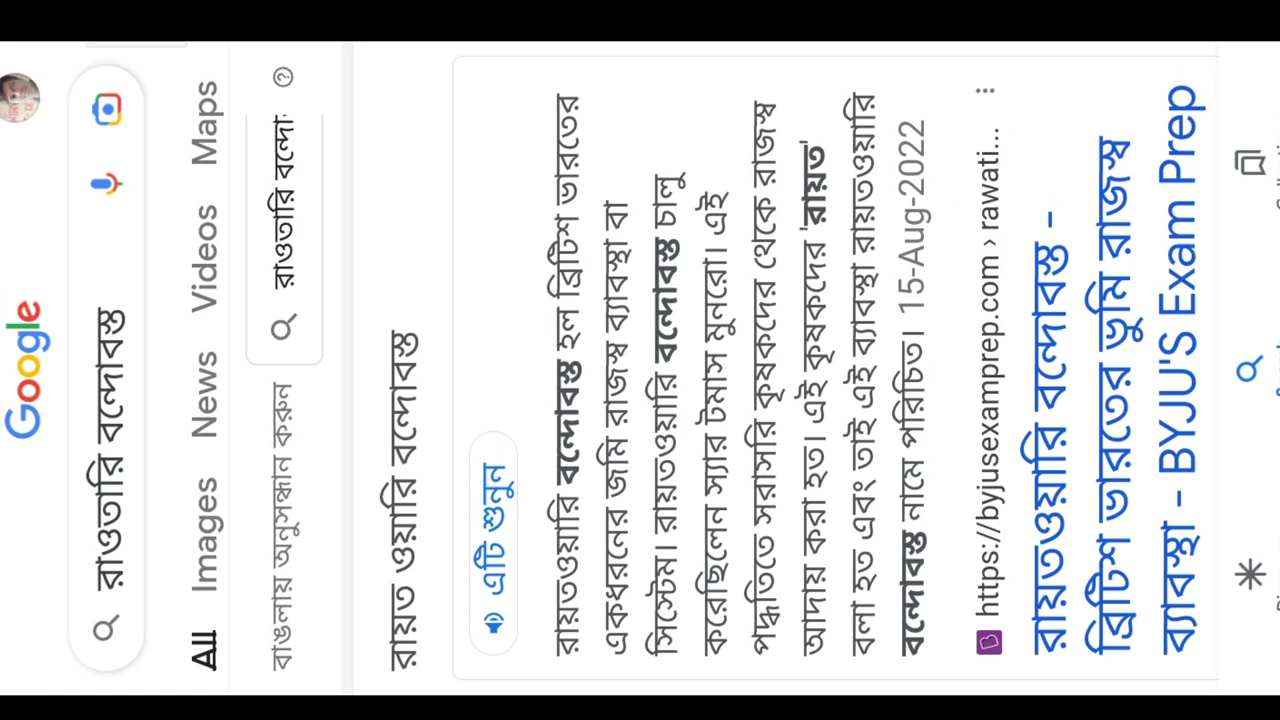 Google
রাওতারি বন্দোবস্ত
All Images News Videos Maps
বাঙলায় অনুসন্ধান করুন রাওতারি বন্দো
রায়ত ওয়ারি বন্দোবস্ত
এটি শুনুন
রায়তওয়ারি বন্দোবস্ত হল ব্রিটিশ ভারতের
একধরনের জমি রাজস্ব ব্যাবস্থা বা
সিস্টেম। রায়তওয়ারি বন্দোবস্ত চালু
করেছিলেন স্যার টমাস মুনরো। এই
পদ্ধতিতে সরাসরি কৃষকদের থেকে রাজস্ব
আদায় করা হত। এই কৃষকদের 'রায়ত'
বলা হত এবং তাই এই ব্যাবস্থা রায়তওয়ারি
বন্দোবস্ত নামে পরিচিত। 15-Aug-2022
https://byjusexamprep.com › rawati...
রায়তওয়ারি বন্দোবস্ত -
ব্রিটিশ ভারতের ভুমি রাজস্ব
ব্যাবস্থা - BYJU'S Exam Prep